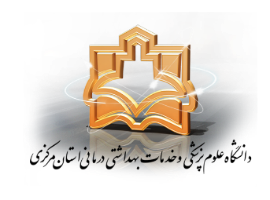 دانشگاه علوم پزشکی و خدمات بهداشتی درمانی استان مرکزی